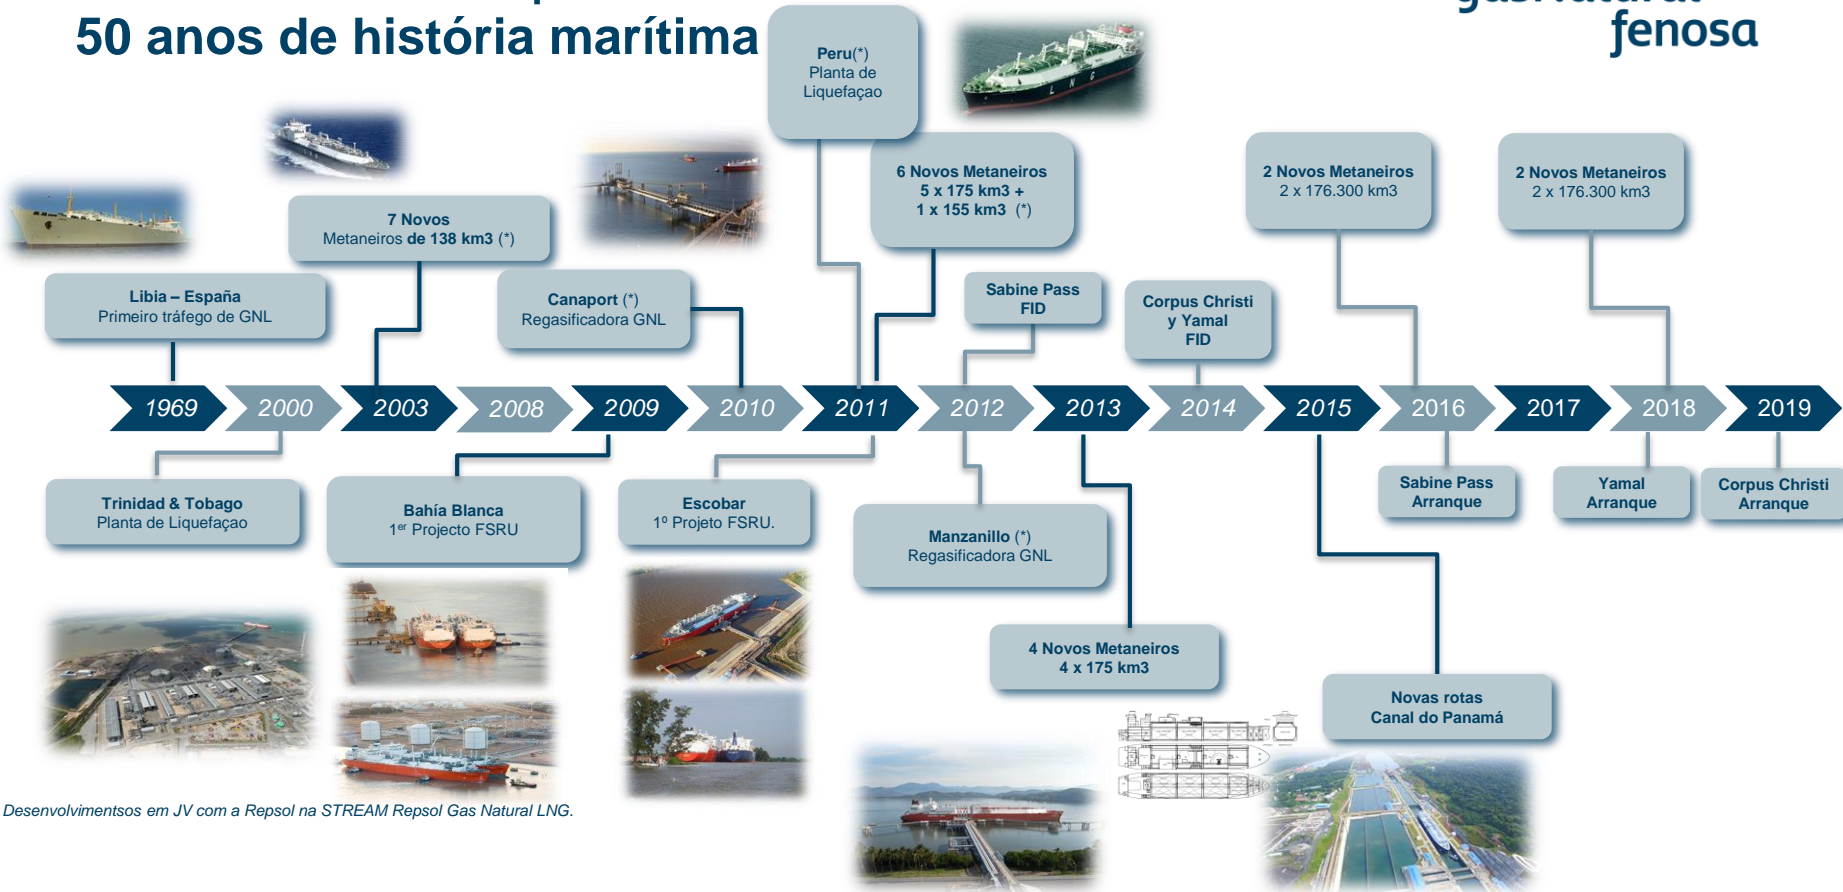 50 anos de história marítima
fenosa
Peru(*)
Planta de
Liquefaçao
6 Novos Metaneiros
5 x 175 km3 +
1 x 155 km3 (*)
2 Novos Metaneiros
2 x 176.300 km3
2 Novos Metaneiros
2 x 176.300 km3
7 Novos
Metaneiros de 138 km3 (*)
Libia – España
Primeiro tráfego de GNL
Canaport (*)
Regasificadora GNL
Sabine Pass
FID
Corpus Christi
y Yamal
FID
LNG
1969
2000
2003
2008
2009
2010
2011
2012
2013
2014
2015
2016
2017
2018
2019
Trinidad & Tobago
Planta de Liquefaçao
Bahía Blanca
1er Projecto FSRU
Escobar
1º Projeto FSRU.
Manzanillo (*)
Regasificadora GNL
Sabine Pass
Arranque
Yamal
Arranque
Corpus Christi
Arranque
4 Novos Metaneiros
4 x 175 km3
Novas rotas
Canal do Panamá
Desenvolvimentsos em JV com a Repsol na STREAM Repsol Gas Natural LNG.